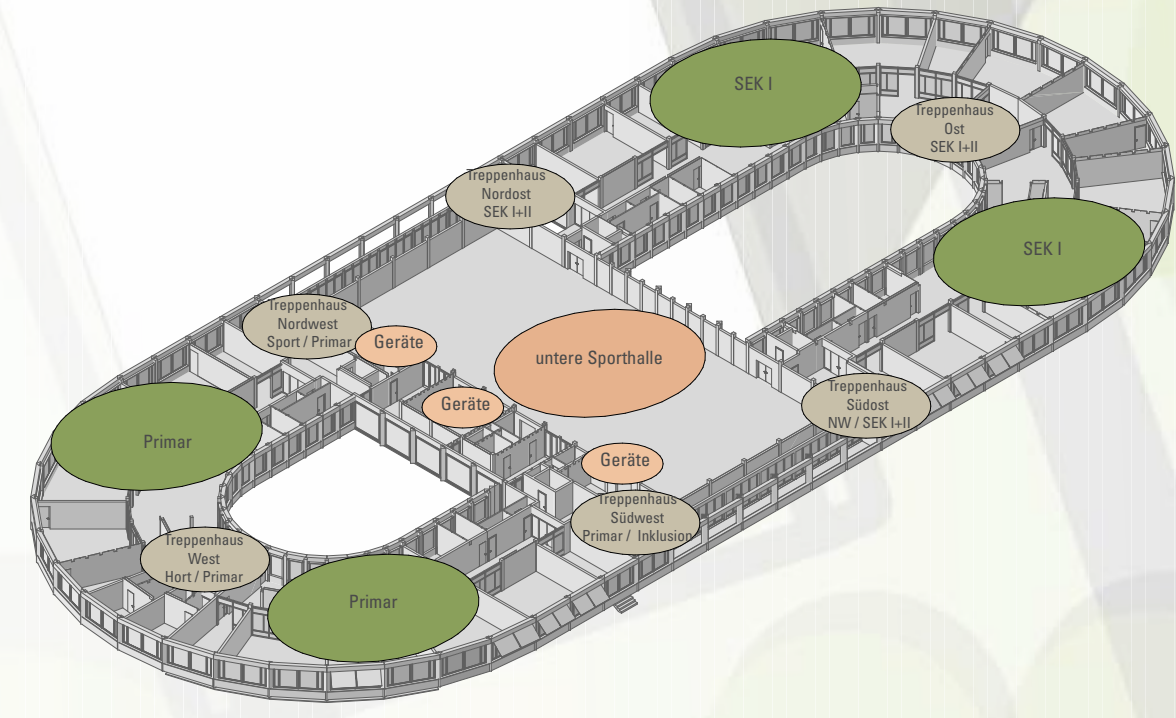 SEK I
Treppenhaus
Ost
SEK I+II
Treppenhaus
Nordost
SEK I+II
SEK I
Treppenhaus
Nordwest
Sport / Primar
Geräte
untere Sporthalle
Geräte
Treppenhaus
Südost
NW / SEK I+II
Primar
Geräte
Treppenhaus
Südwest
Primar / Inklusion
Treppenhaus
West
Hort / Primar
Primar